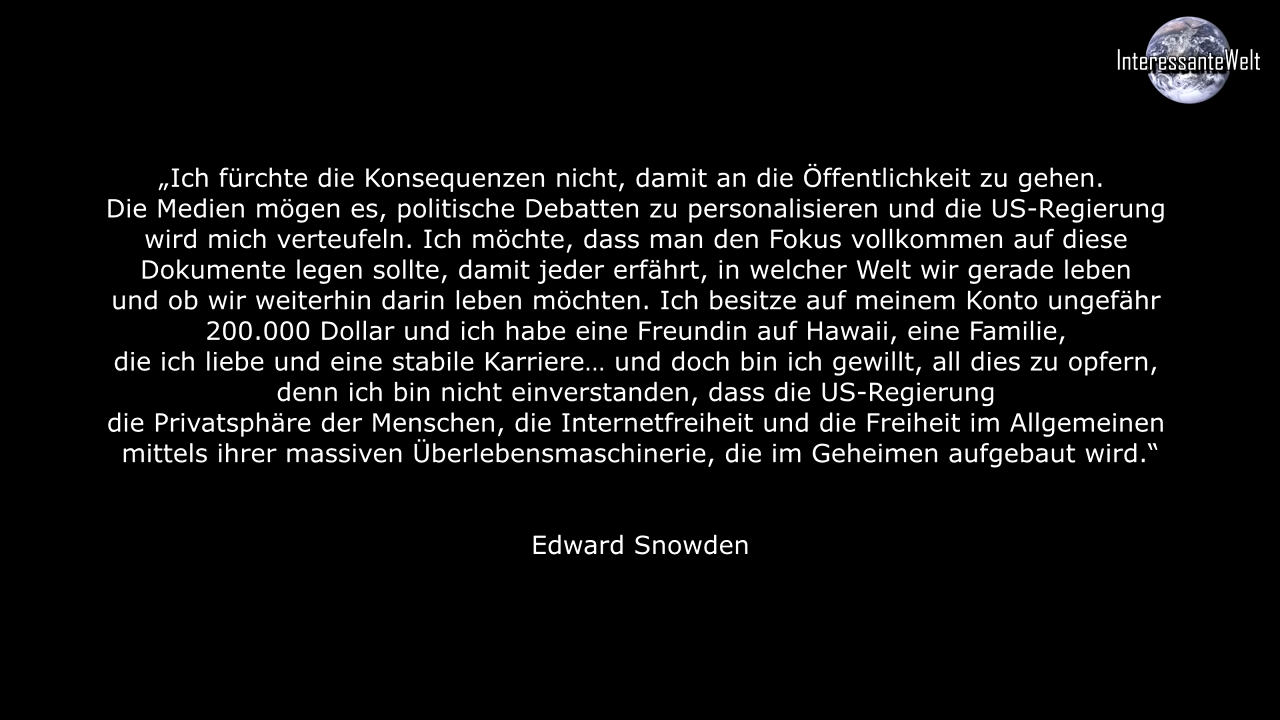 InteressanteWelt
„Ich fürchte die Konsequenzen nicht, damit an die Öffentlichkeit zu gehen.
Die Medien mögen es, politische Debatten zu personalisieren und die US-Regierung
wird mich verteufeln. Ich möchte, dass man den Fokus vollkommen auf diese
Dokumente legen sollte, damit jeder erfährt, in welcher Welt wir gerade leben
und ob wir weiterhin darin leben möchten. Ich besitze auf meinem Konto ungefähr
200.000 Dollar und ich habe eine Freundin auf Hawaii, eine Familie,
die ich liebe und eine stabile Karriere… und doch bin ich gewillt, all dies zu opfern,
denn ich bin nicht einverstanden, dass die US-Regierung
die Privatsphäre der Menschen, die Internetfreiheit und die Freiheit im Allgemeinen
mittels ihrer massiven Überlebensmaschinerie, die im Geheimen aufgebaut wird.“
Edward Snowden